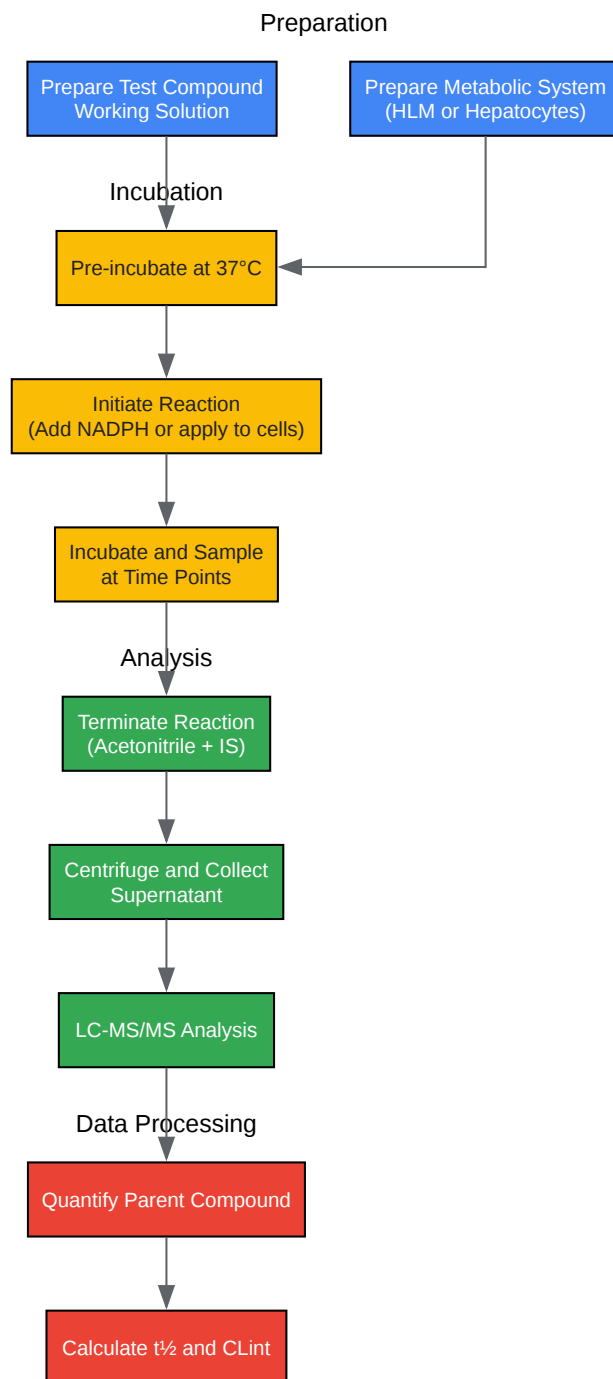 Preparation
Prepare Test Compound
Working Solution
Prepare Metabolic System
(HLM or Hepatocytes)
Incubation
Pre-incubate at 37°C
Initiate Reaction
(Add NADPH or apply to cells)
Incubate and Sample
at Time Points
Analysis
Terminate Reaction
(Acetonitrile + IS)
Centrifuge and Collect
Supernatant
LC-MS/MS Analysis
Data Processing
Quantify Parent Compound
Calculate t½ and CLint